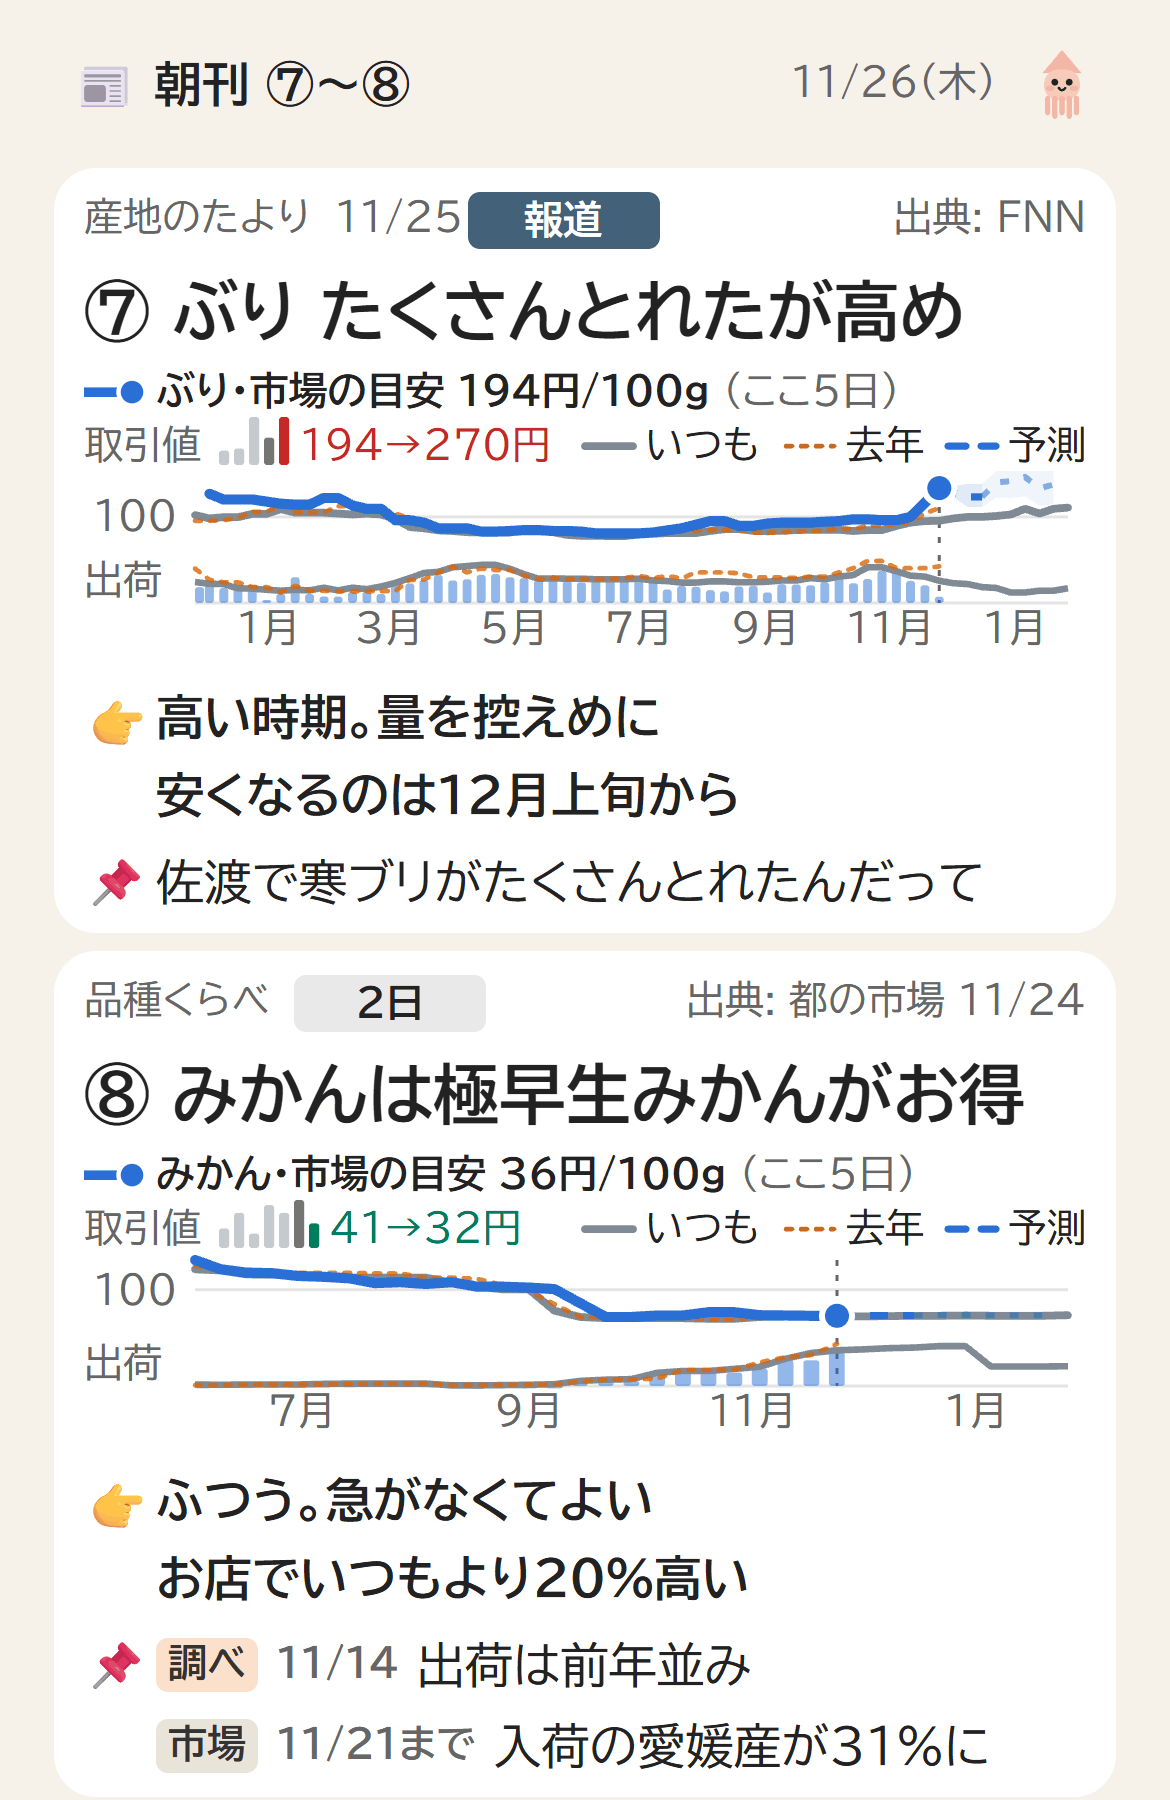 朝刊 ⑦〜⑧ 11/26(木)
産地のたより 11/25 報道 出典: FNN
⑦ ぶり たくさんとれたが高め
ぶり・市場の目安 194円/100g (ここ5日)
取引値 194→270円 いつも 去年 予測
100
出荷
1月 3月 5月 7月 9月 11月 1月
高い時期。量を控えめに
安くなるのは12月上旬から
佐渡で寒ブリがたくさんとれたんだって
品種くらべ 2日 出典: 都の市場 11/24
⑧ みかんは極早生みかんがお得
みかん・市場の目安 36円/100g (ここ5日)
取引値 41→32円 いつも 去年 予測
100
出荷
7月 9月 11月 1月
ふつう。急がなくてよい
お店でいつもより20%高い
調べ 11/14 出荷は前年並み
市場 11/21まで 入荷の愛媛産が31%に